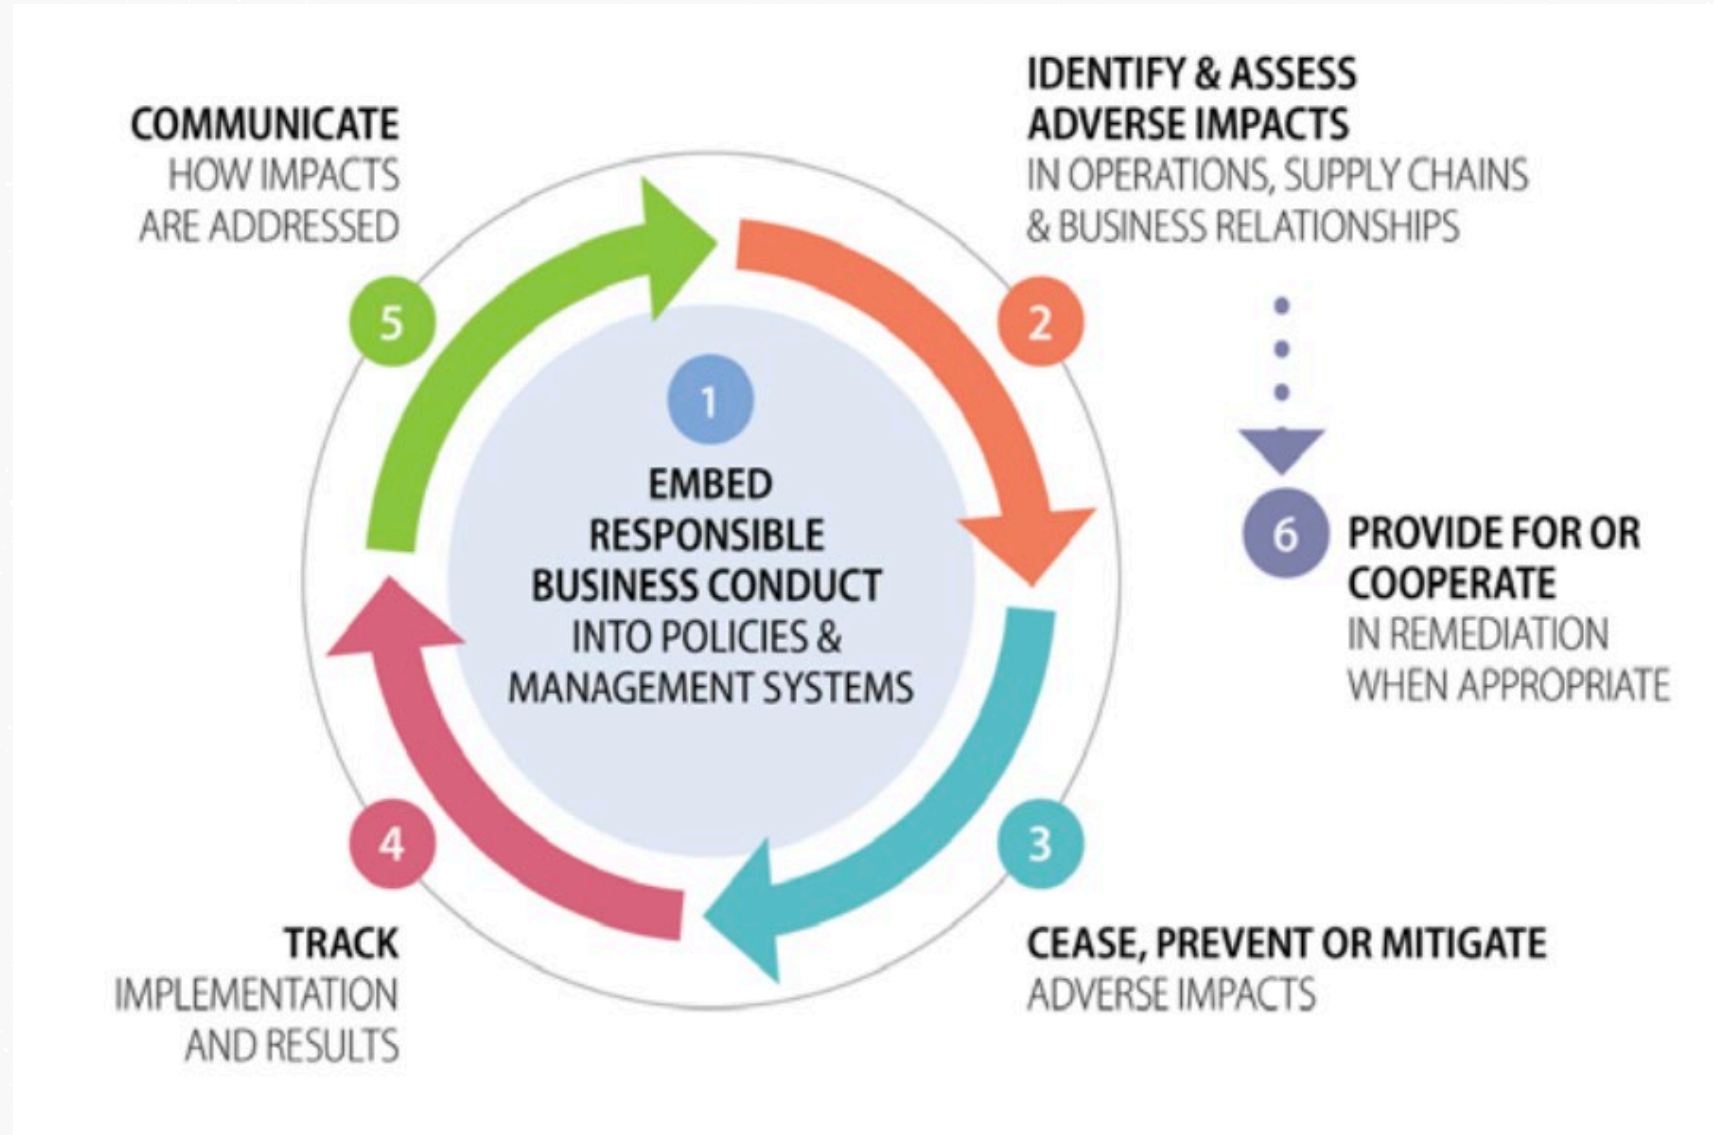 COMMUNICATE
HOW IMPACTS
ARE ADDRESSED
5
IDENTIFY & ASSESS
ADVERSE IMPACTS
IN OPERATIONS, SUPPLY CHAINS
& BUSINESS RELATIONSHIPS
2
1
EMBED
RESPONSIBLE
BUSINESS CONDUCT
INTO POLICIES &
MANAGEMENT SYSTEMS
6
PROVIDE FOR OR
COOPERATE
IN REMEDIATION
WHEN APPROPRIATE
4
TRACK
IMPLEMENTATION
AND RESULTS
3
CEASE, PREVENT OR MITIGATE
ADVERSE IMPACTS